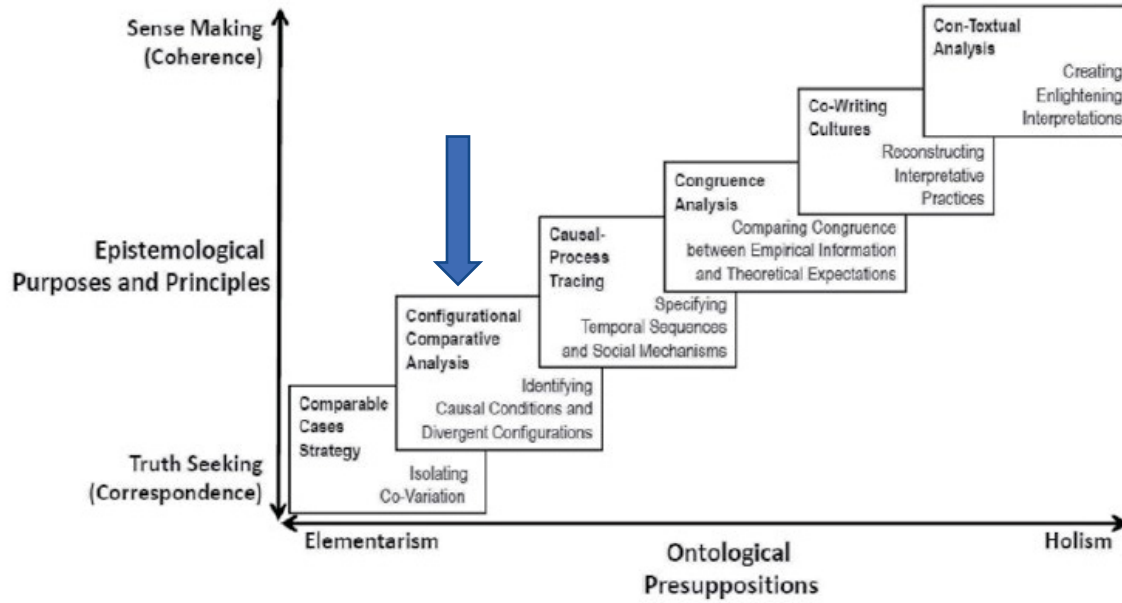 Sense Making
(Coherence)
Con-Textual
Analysis
Creating
Enlightening
Interpretations
Co-Writing
Cultures
Reconstructing
Interpretative
Practices
Congruence
Analysis
Comparing Congruence
between Empirical Information
and Theoretical Expectations
Causal-
Process
Tracing
Specifying
Temporal Sequences
and Social Mechanisms
Epistemological
Purposes and Principles
Configurational
Comparative
Analysis
Identifying
Causal Conditions and
Divergent Configurations
Comparable
Cases
Strategy
Isolating
Co-Variation
Truth Seeking
(Correspondence)
Elementarism
Ontological
Presuppositions
Holism